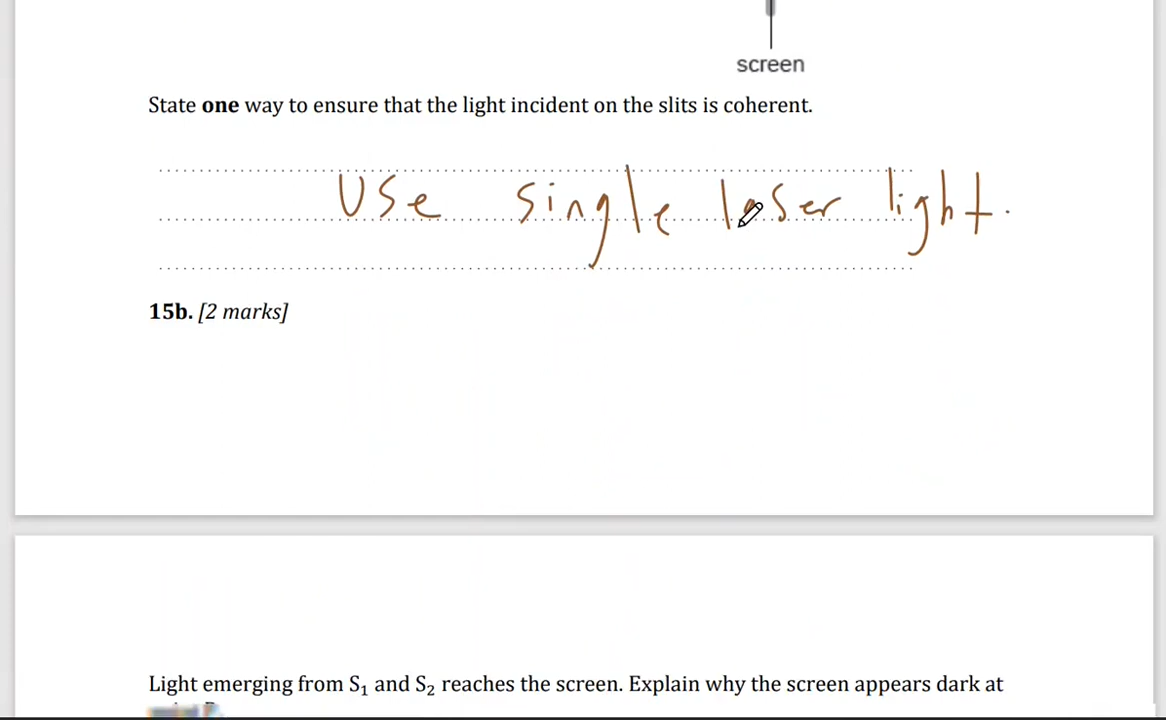 screen
State one way to ensure that the light incident on the slits is coherent.
Use single laser light.
15b. [2 marks]
Light emerging from S₁ and S₂ reaches the screen. Explain why the screen appears dark at